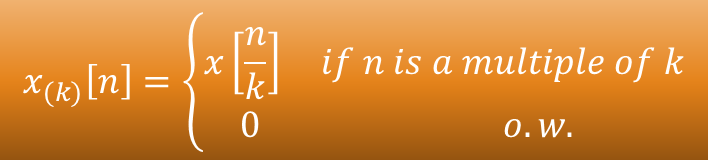 x_{(k)}[n] = { x[n/k] if n is a multiple of k
0 o.w.